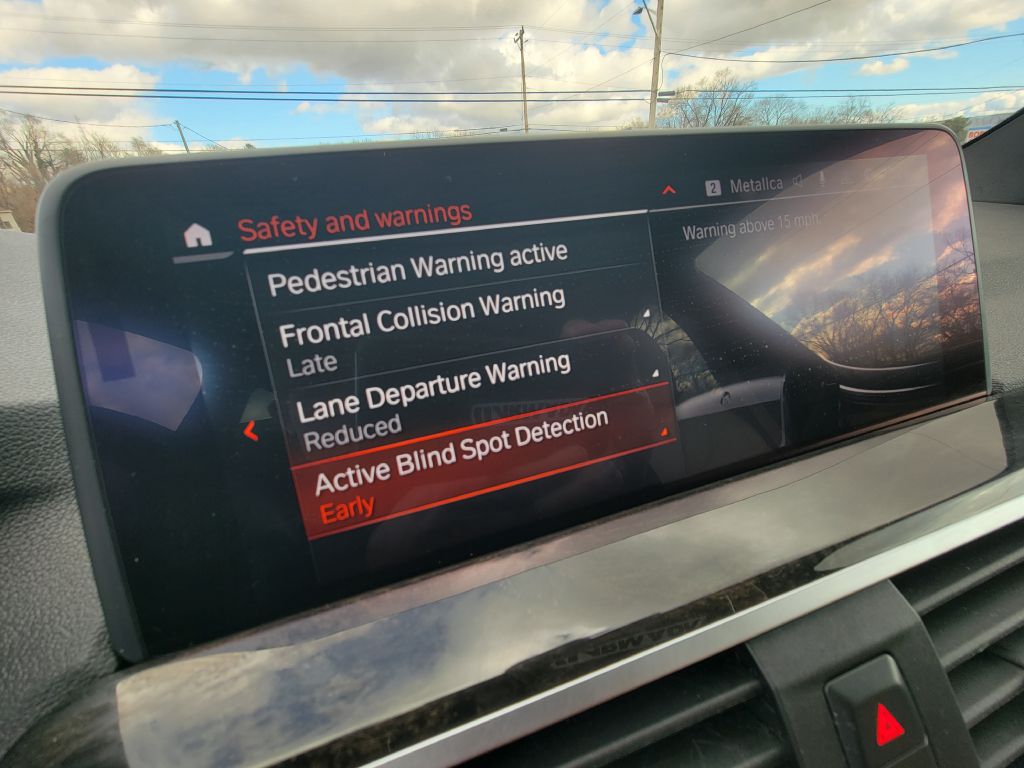 Safety and warnings
2 Metallca
Pedestrian Warning active
Warning above 15 mph.
Frontal Collision Warning
Late
Lane Departure Warning
Reduced
Active Blind Spot Detection
Early